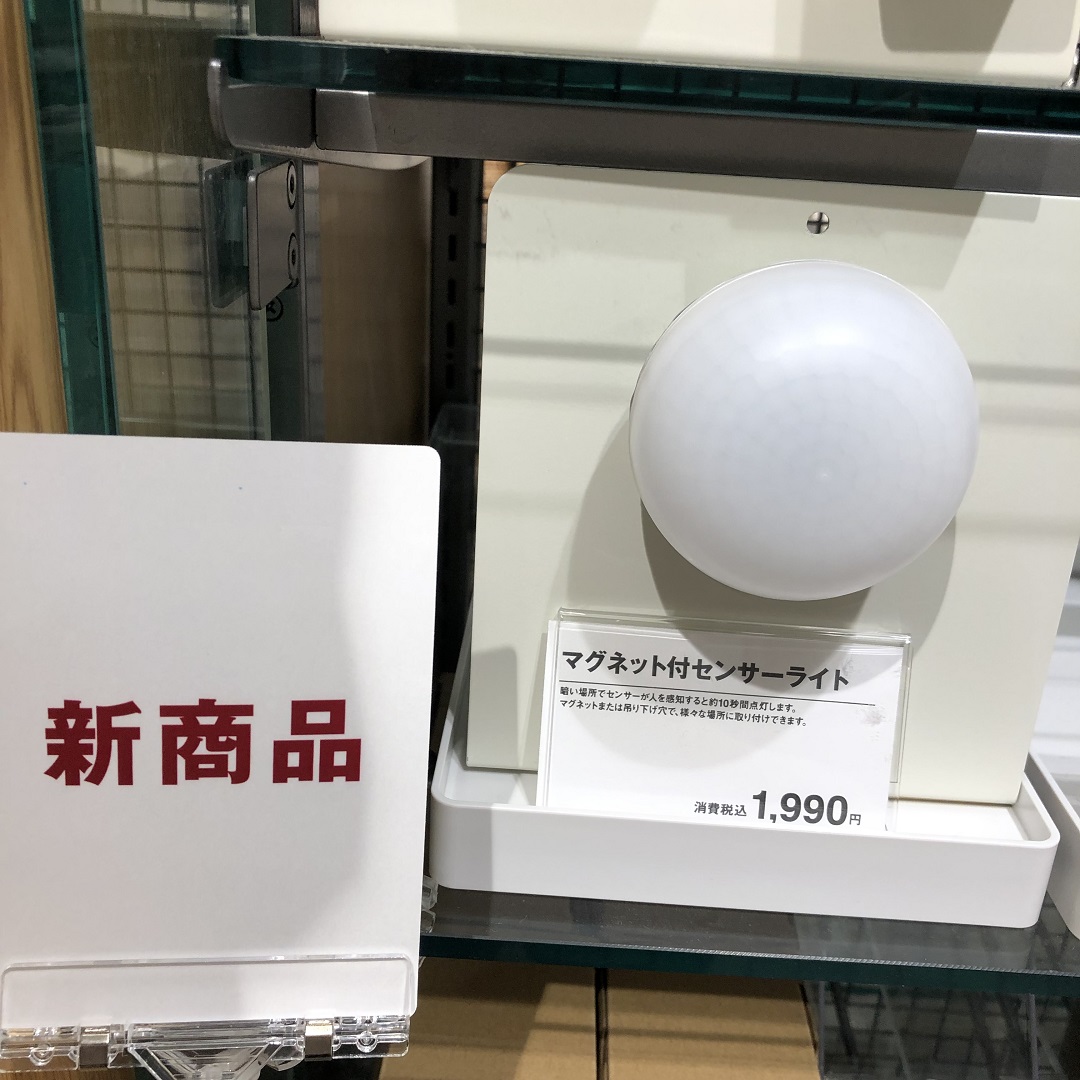 新商品
マグネット付センサーライト
暗い場所でセンサーが人を感知すると約10秒間点灯します。
マグネットまたは吊り下げ穴で、様々な場所に取り付けできます。
消費税込 1,990円